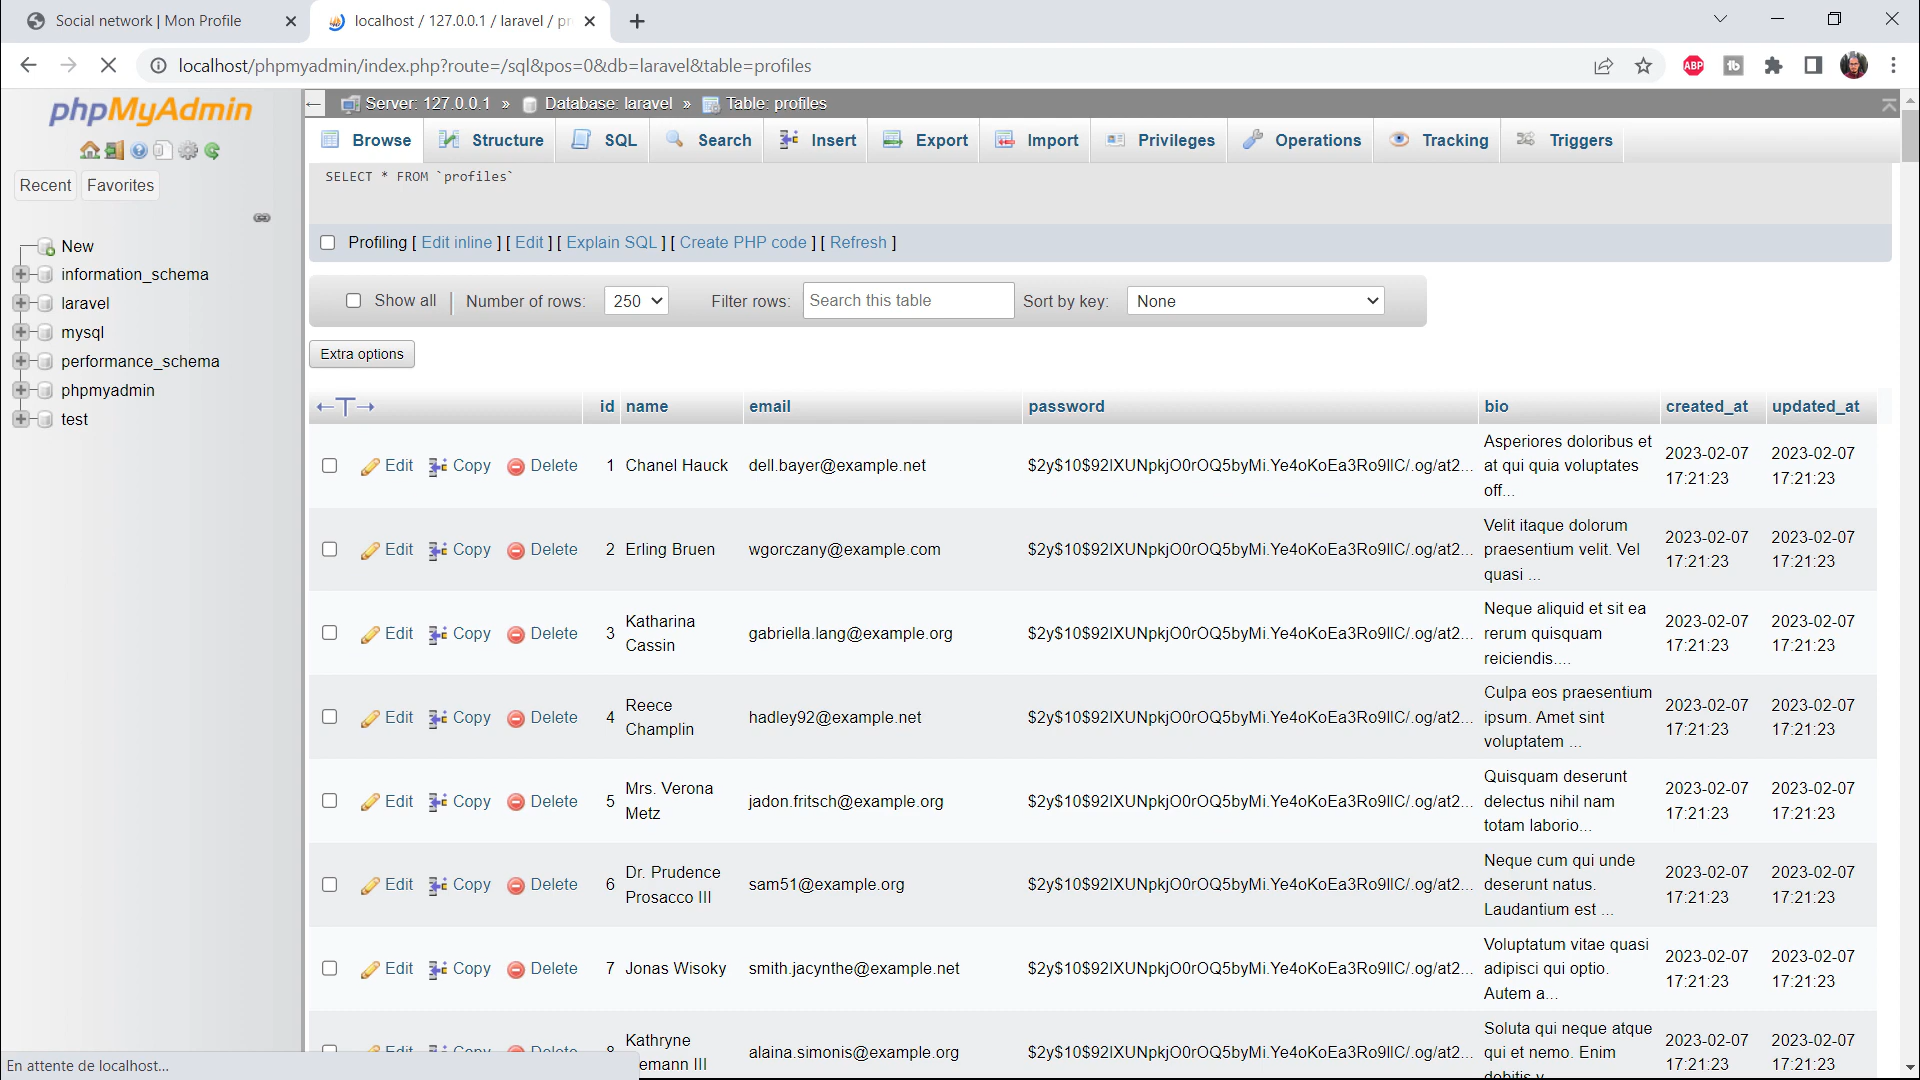 Social network | Mon Profile
localhost / 127.0.0.1 / laravel / pr
localhost/phpmyadmin/index.php?route=/sql&pos=0&db=laravel&table=profiles
ABP
phpMyAdmin
Recent Favorites
New
information_schema
laravel
mysql
performance_schema
phpmyadmin
test
Server: 127.0.0.1 » Database: laravel » Table: profiles
Browse Structure SQL Search Insert Export Import Privileges Operations Tracking Triggers
SELECT * FROM `profiles`
Profiling [ Edit inline ] [ Edit ] [ Explain SQL ] [ Create PHP code ] [ Refresh ]
Show all | Number of rows: 250 Filter rows: Search this table Sort by key: None
Extra options
←T→ id name email password bio created_at updated_at
Edit Copy Delete 1 Chanel Hauck dell.bayer@example.net $2y$10$92IXUNpkjO0rOQ5byMi.Ye4oKoEa3Ro9llC/.og/at2... Asperiores doloribus et
at qui quia voluptates
off... 2023-02-07
17:21:23 2023-02-07
17:21:23
Edit Copy Delete 2 Erling Bruen wgorczany@example.com $2y$10$92IXUNpkjO0rOQ5byMi.Ye4oKoEa3Ro9llC/.og/at2... Velit itaque dolorum
praesentium velit. Vel
quasi ... 2023-02-07
17:21:23 2023-02-07
17:21:23
Edit Copy Delete 3 Katharina
Cassin gabriella.lang@example.org $2y$10$92IXUNpkjO0rOQ5byMi.Ye4oKoEa3Ro9llC/.og/at2... Neque aliquid et sit ea
rerum quisquam
reiciendis.... 2023-02-07
17:21:23 2023-02-07
17:21:23
Edit Copy Delete 4 Reece
Champlin hadley92@example.net $2y$10$92IXUNpkjO0rOQ5byMi.Ye4oKoEa3Ro9llC/.og/at2... Culpa eos praesentium
ipsum. Amet sint
voluptatem ... 2023-02-07
17:21:23 2023-02-07
17:21:23
Edit Copy Delete 5 Mrs. Verona
Metz jadon.fritsch@example.org $2y$10$92IXUNpkjO0rOQ5byMi.Ye4oKoEa3Ro9llC/.og/at2... Quisquam deserunt
delectus nihil nam
totam laborio... 2023-02-07
17:21:23 2023-02-07
17:21:23
Edit Copy Delete 6 Dr. Prudence
Prosacco III sam51@example.org $2y$10$92IXUNpkjO0rOQ5byMi.Ye4oKoEa3Ro9llC/.og/at2... Neque cum qui unde
deserunt natus.
Laudantium est ... 2023-02-07
17:21:23 2023-02-07
17:21:23
Edit Copy Delete 7 Jonas Wisoky smith.jacynthe@example.net $2y$10$92IXUNpkjO0rOQ5byMi.Ye4oKoEa3Ro9llC/.og/at2... Voluptatum vitae quasi
adipisci qui optio.
Autem a... 2023-02-07
17:21:23 2023-02-07
17:21:23
Edit Copy Delete 8 Kathryne
emann III alaina.simonis@example.org $2y$10$92IXUNpkjO0rOQ5byMi.Ye4oKoEa3Ro9llC/.og/at2... Soluta qui neque atque
qui et nemo. Enim
debitis v 2023-02-07
17:21:23 2023-02-07
17:21:23
En attente de localhost...